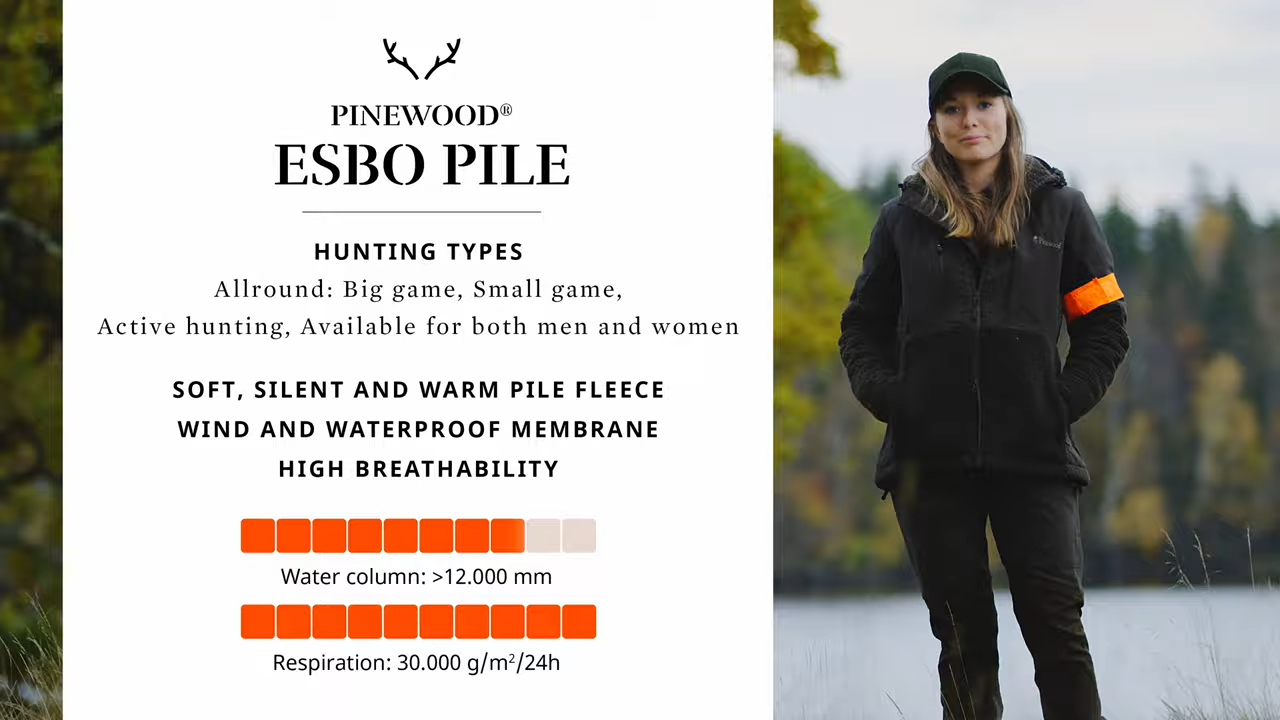 PINEWOOD®
ESBO PILE
HUNTING TYPES
Allround: Big game, Small game,
Active hunting, Available for both men and women
SOFT, SILENT AND WARM PILE FLEECE
WIND AND WATERPROOF MEMBRANE
HIGH BREATHABILITY
Water column: >12.000 mm
Respiration: 30.000 g/m²/24h
Pinewood